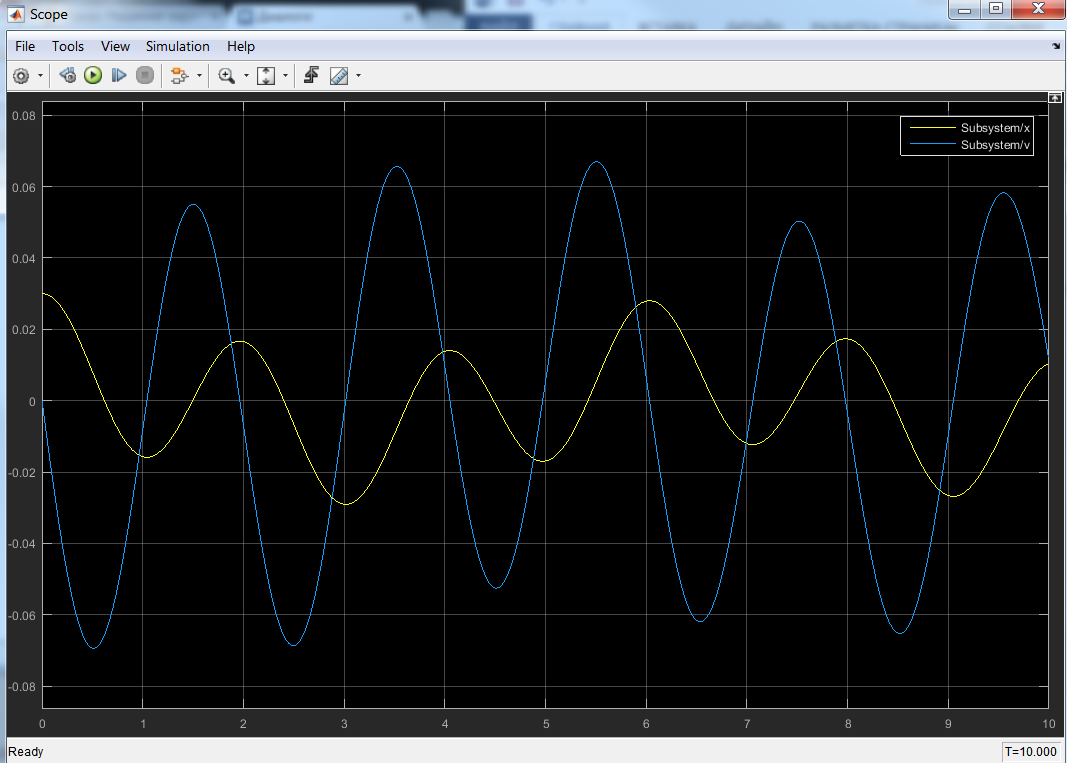 Scope
File Tools View Simulation Help
Subsystem/x
Subsystem/v
0.08
0.06
0.04
0.02
0
-0.02
-0.04
-0.06
-0.08
0 1 2 3 4 5 6 7 8 9 10
Ready
T=10.000